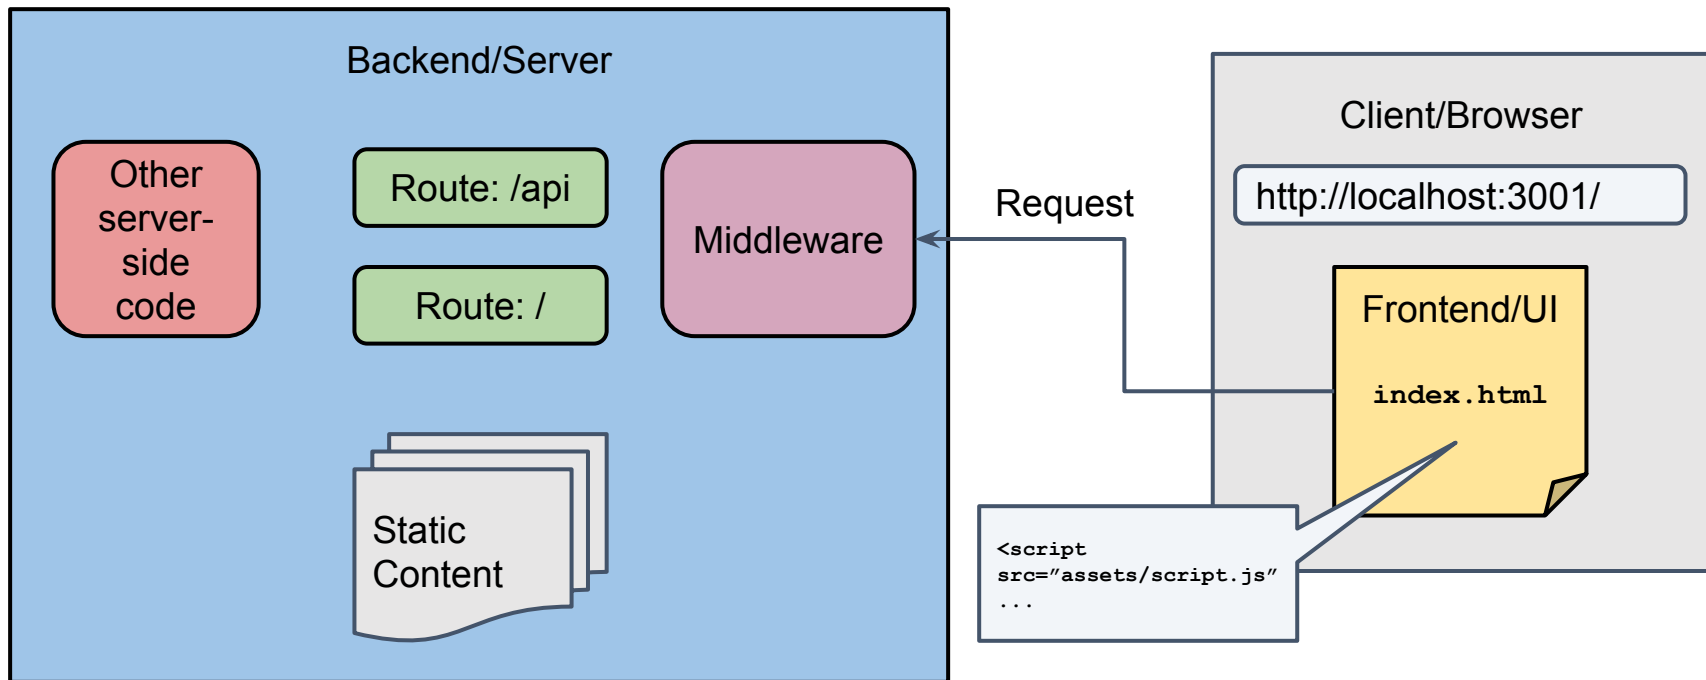 Backend/Server
Other
server-
side
code
Route: /api
Route: /
Middleware
Static
Content
Request
Client/Browser
http://localhost:3001/
Frontend/UI
index.html
<script
src=”assets/script.js”
...